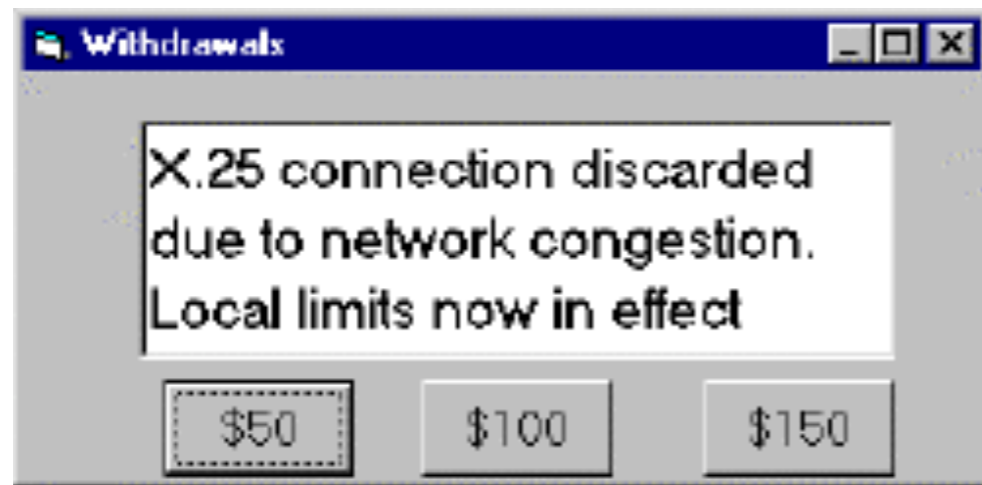 Withdrawals
X.25 connection discarded
due to network congestion.
Local limits now in effect
$50 $100 $150